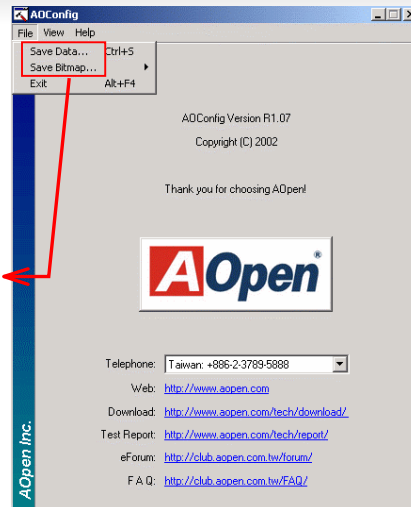 AOConfig
File View Help
Save Data... Ctrl+S
Save Bitmap...
Exit Alt+F4
AOConfig Version R1.07
Copyright (C) 2002
Thank you for choosing AOpen!
AOpen®
Telephone: Taiwan: +886-2-3789-5888
Web: http://www.aopen.com
Download: http://www.aopen.com/tech/download/
Test Report: http://www.aopen.com/tech/report/
eForum: http://club.aopen.com.tw/forum/
F A Q: http://club.aopen.com.tw/FAQ/
AOpen Inc.